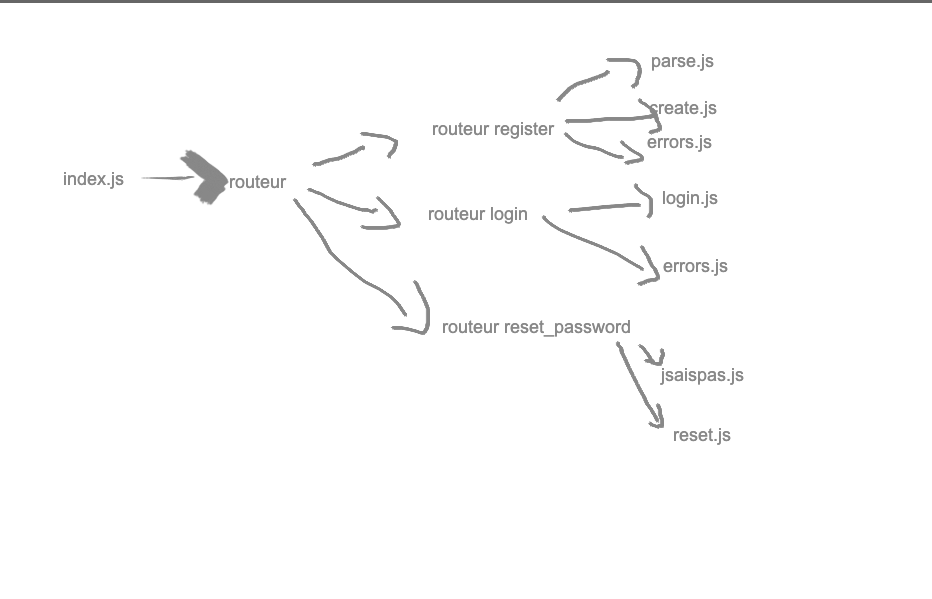 parse.js
create.js
routeur register
errors.js
index.js
routeur
login.js
routeur login
errors.js
routeur reset_password
jsaispas.js
reset.js